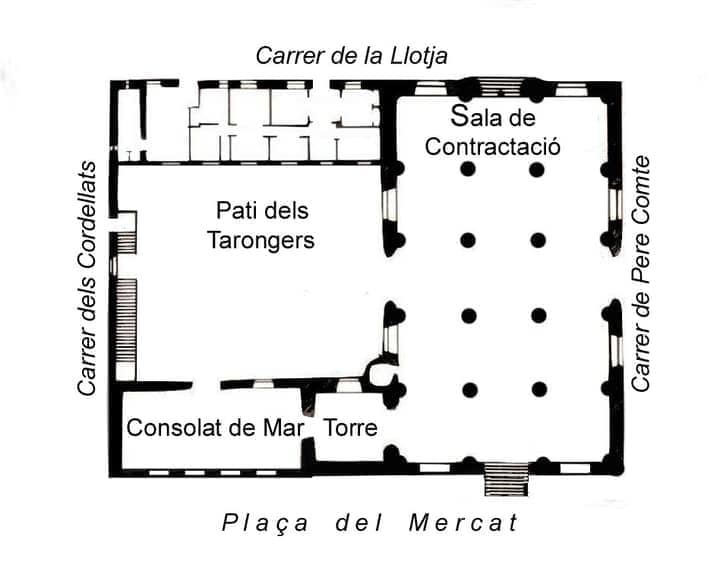 Carrer de la Llotja
Sala de
Contractació
Pati dels
Tarongers
Carrer dels Cordellats
Carrer de Pere Comte
Consolat de Mar
Torre
Plaça del Mercat